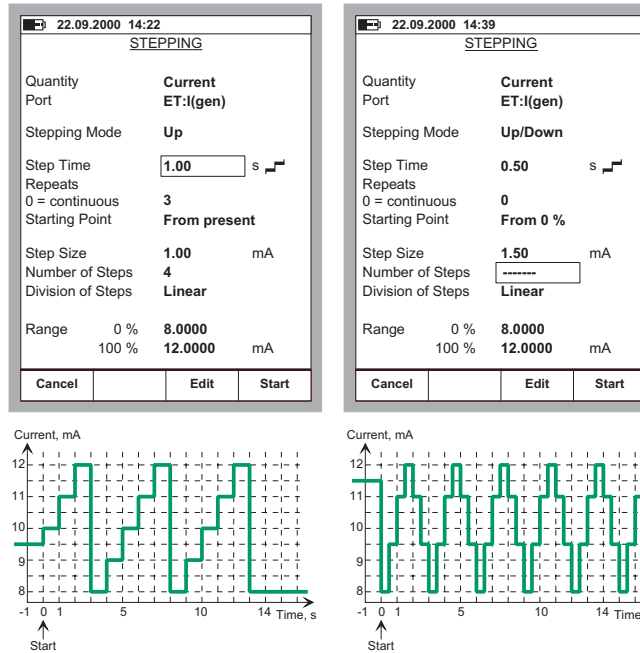 22.09.2000 14:22
STEPPING
Quantity Current
Port ET:I(gen)
Stepping Mode Up
Step Time 1.00 s
Repeats
0 = continuous 3
Starting Point From present
Step Size 1.00 mA
Number of Steps 4
Division of Steps Linear
Range 0 % 8.0000
100 % 12.0000 mA
Cancel Edit Start
22.09.2000 14:39
STEPPING
Quantity Current
Port ET:I(gen)
Stepping Mode Up/Down
Step Time 0.50 s
Repeats
0 = continuous 0
Starting Point From 0 %
Step Size 1.50 mA
Number of Steps -------
Division of Steps Linear
Range 0 % 8.0000
100 % 12.0000 mA
Cancel Edit Start
Current, mA
12
11
10
9
8
-1 0 1 5 10 14 Time, s
Start
Current, mA
12
11
10
9
8
-1 0 1 5 10 14 Time
Start